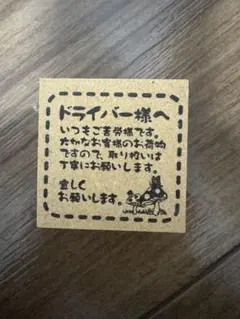 ドライバー様へ
いつもご苦労様です。
大切なお客様のお荷物
ですので、取り扱いは
丁寧にお願いします。
宜しく
お願いします。